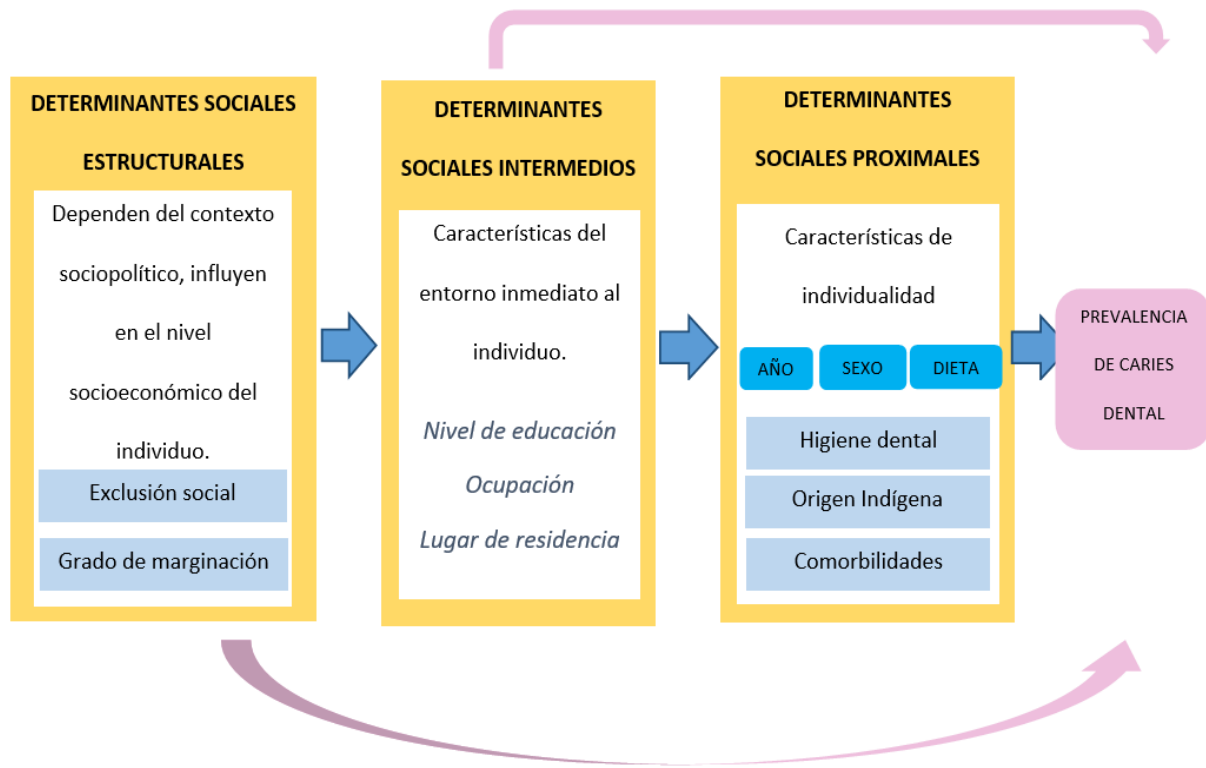 DETERMINANTES SOCIALES
ESTRUCTURALES
Dependen del contexto
sociopolítico, influyen
en el nivel
socioeconómico del
individuo.
Exclusión social
Grado de marginación
DETERMINANTES
SOCIALES INTERMEDIOS
Características del
entorno inmediato al
individuo.
Nivel de educación
Ocupación
Lugar de residencia
DETERMINANTES
SOCIALES PROXIMALES
Características de
individualidad
AÑO
SEXO
DIETA
Higiene dental
Origen Indígena
Comorbilidades
PREVALENCIA
DE CARIES
DENTAL